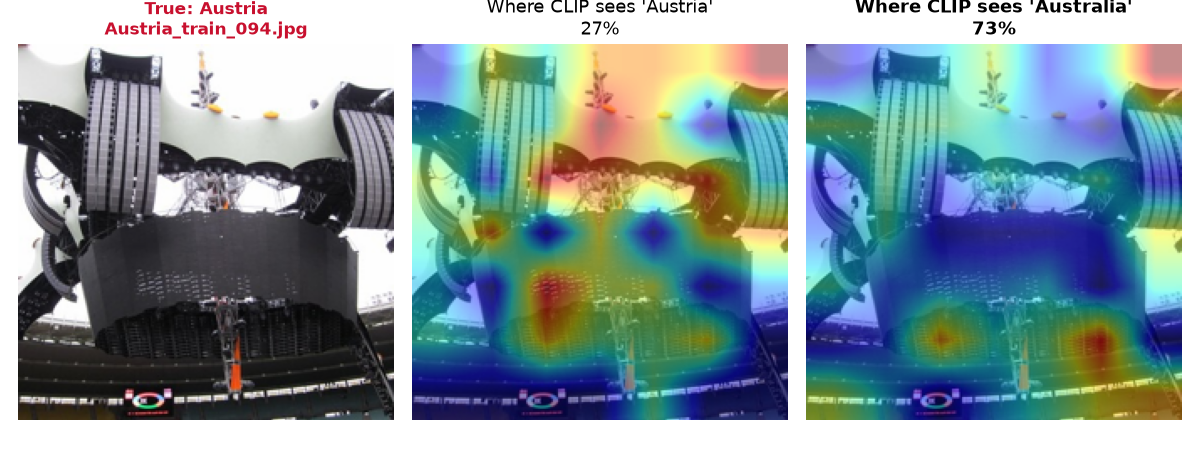 True: Austria
Austria_train_094.jpg
Where CLIP sees 'Austria'
27%
Where CLIP sees 'Australia'
73%